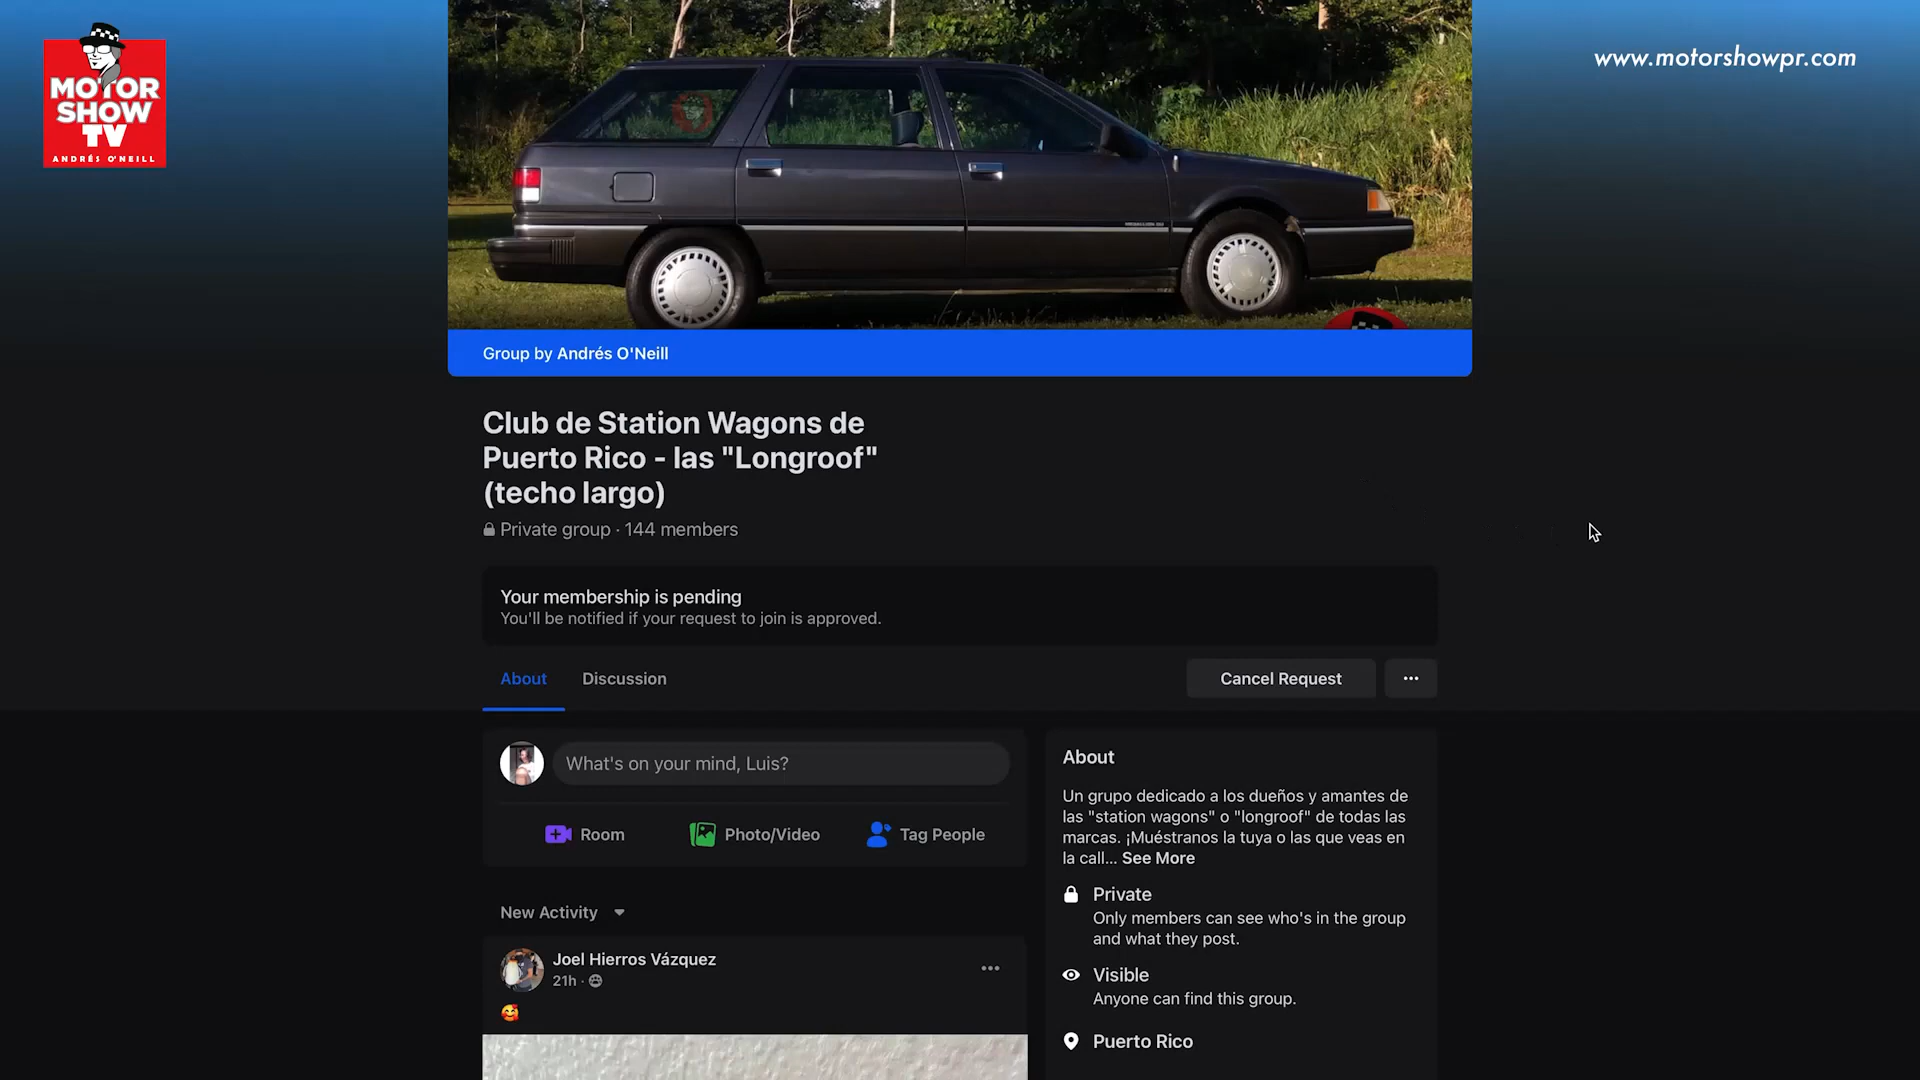 MOTOR
SHOW
TV
ANDRÉS O'NEILL
www.motorshowpr.com
Group by Andrés O'Neill
Club de Station Wagons de
Puerto Rico - las "Longroof"
(techo largo)
Private group · 144 members
Your membership is pending
You'll be notified if your request to join is approved.
About
Discussion
Cancel Request
What's on your mind, Luis?
Room
Photo/Video
Tag People
New Activity
Joel Hierros Vázquez
21h ·
About
Un grupo dedicado a los dueños y amantes de
las "station wagons" o "longroof" de todas las
marcas. ¡Muéstranos la tuya o las que veas en
la call... See More
Private
Only members can see who's in the group
and what they post.
Visible
Anyone can find this group.
Puerto Rico